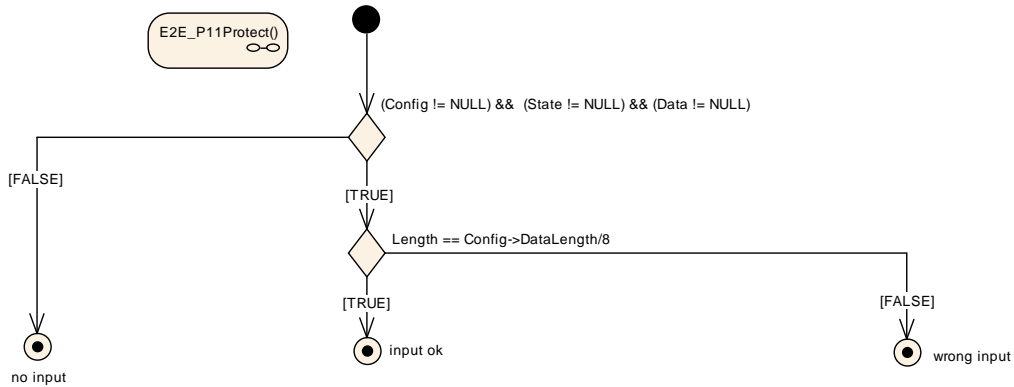 E2E_P11Protect()
(Config != NULL) && (State != NULL) && (Data != NULL)
[FALSE]
[TRUE]
Length == Config->DataLength/8
[TRUE]
[FALSE]
input ok
wrong input
no input